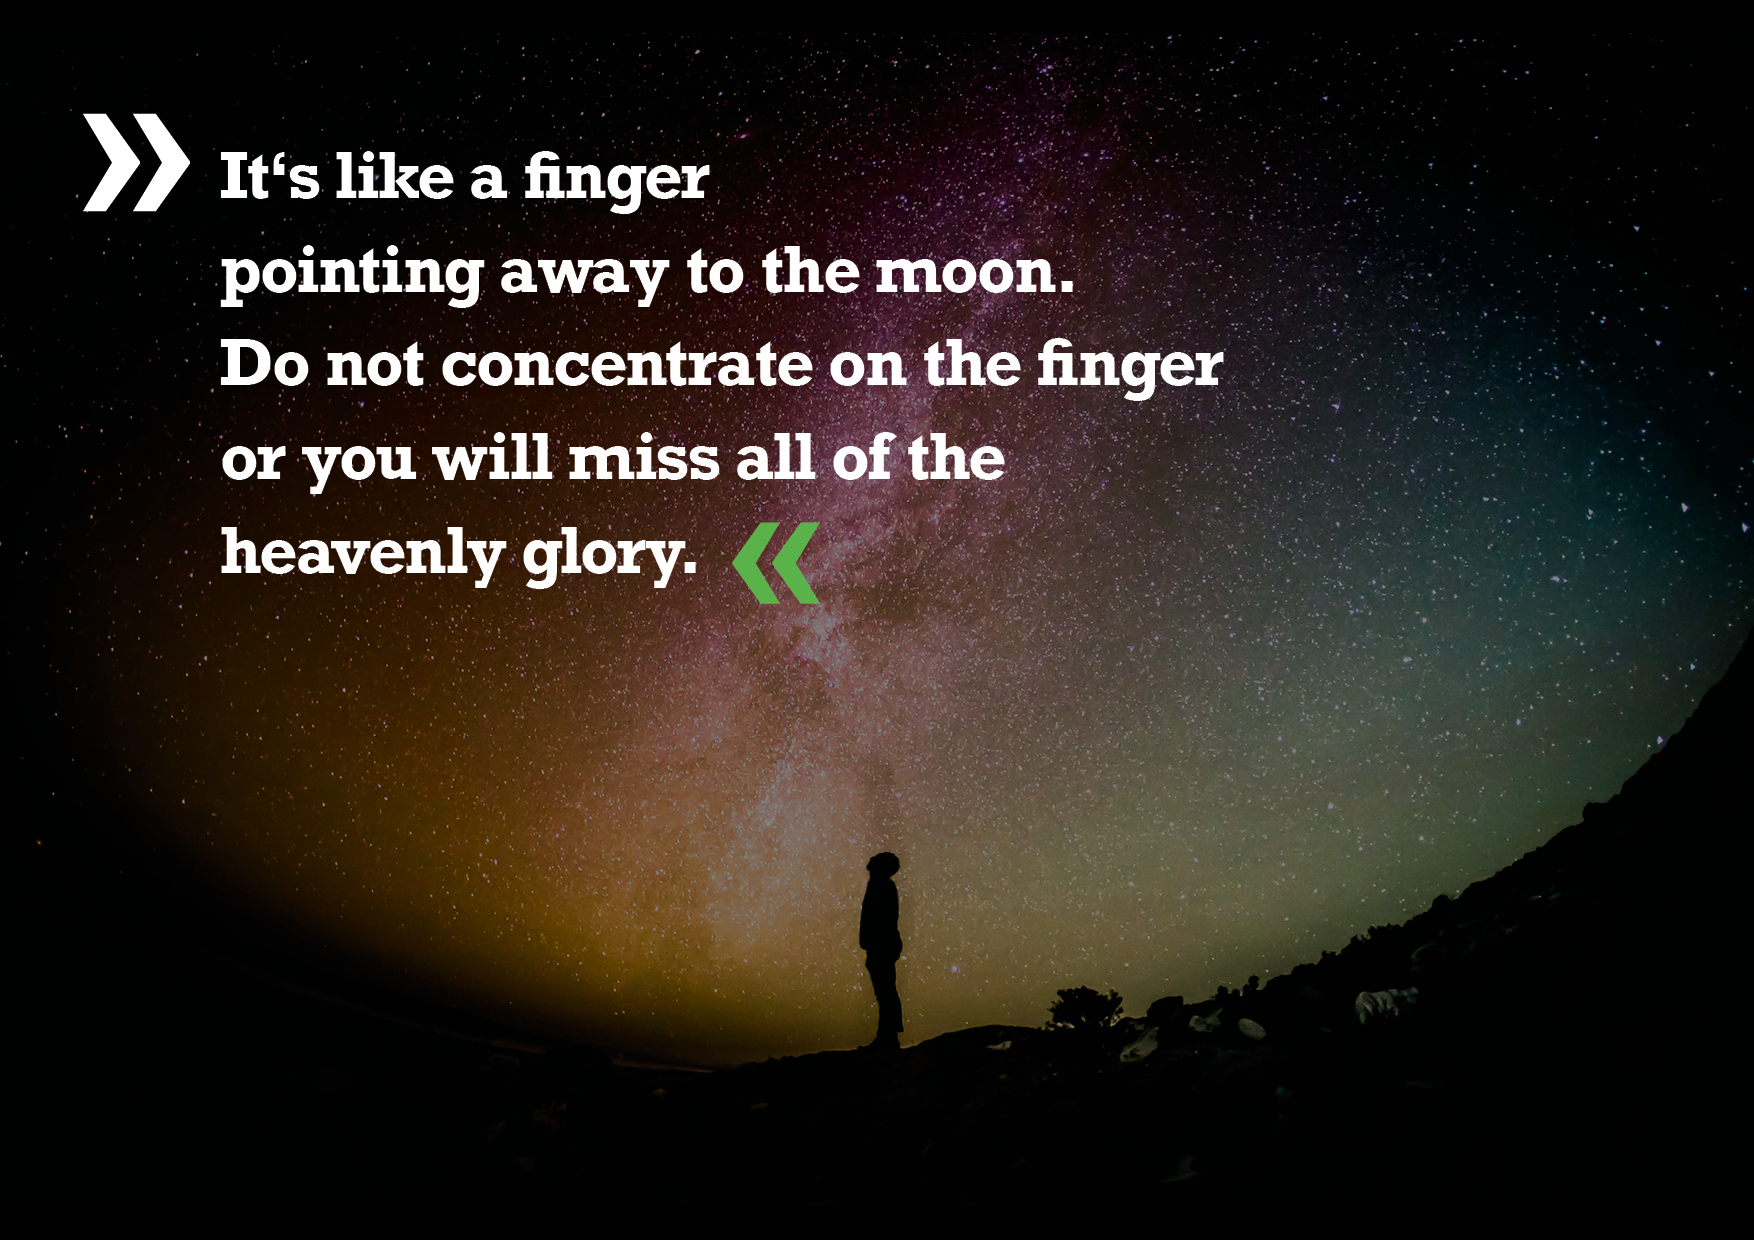 »It‘s like a finger
pointing away to the moon.
Do not concentrate on the finger
or you will miss all of the
heavenly glory. «